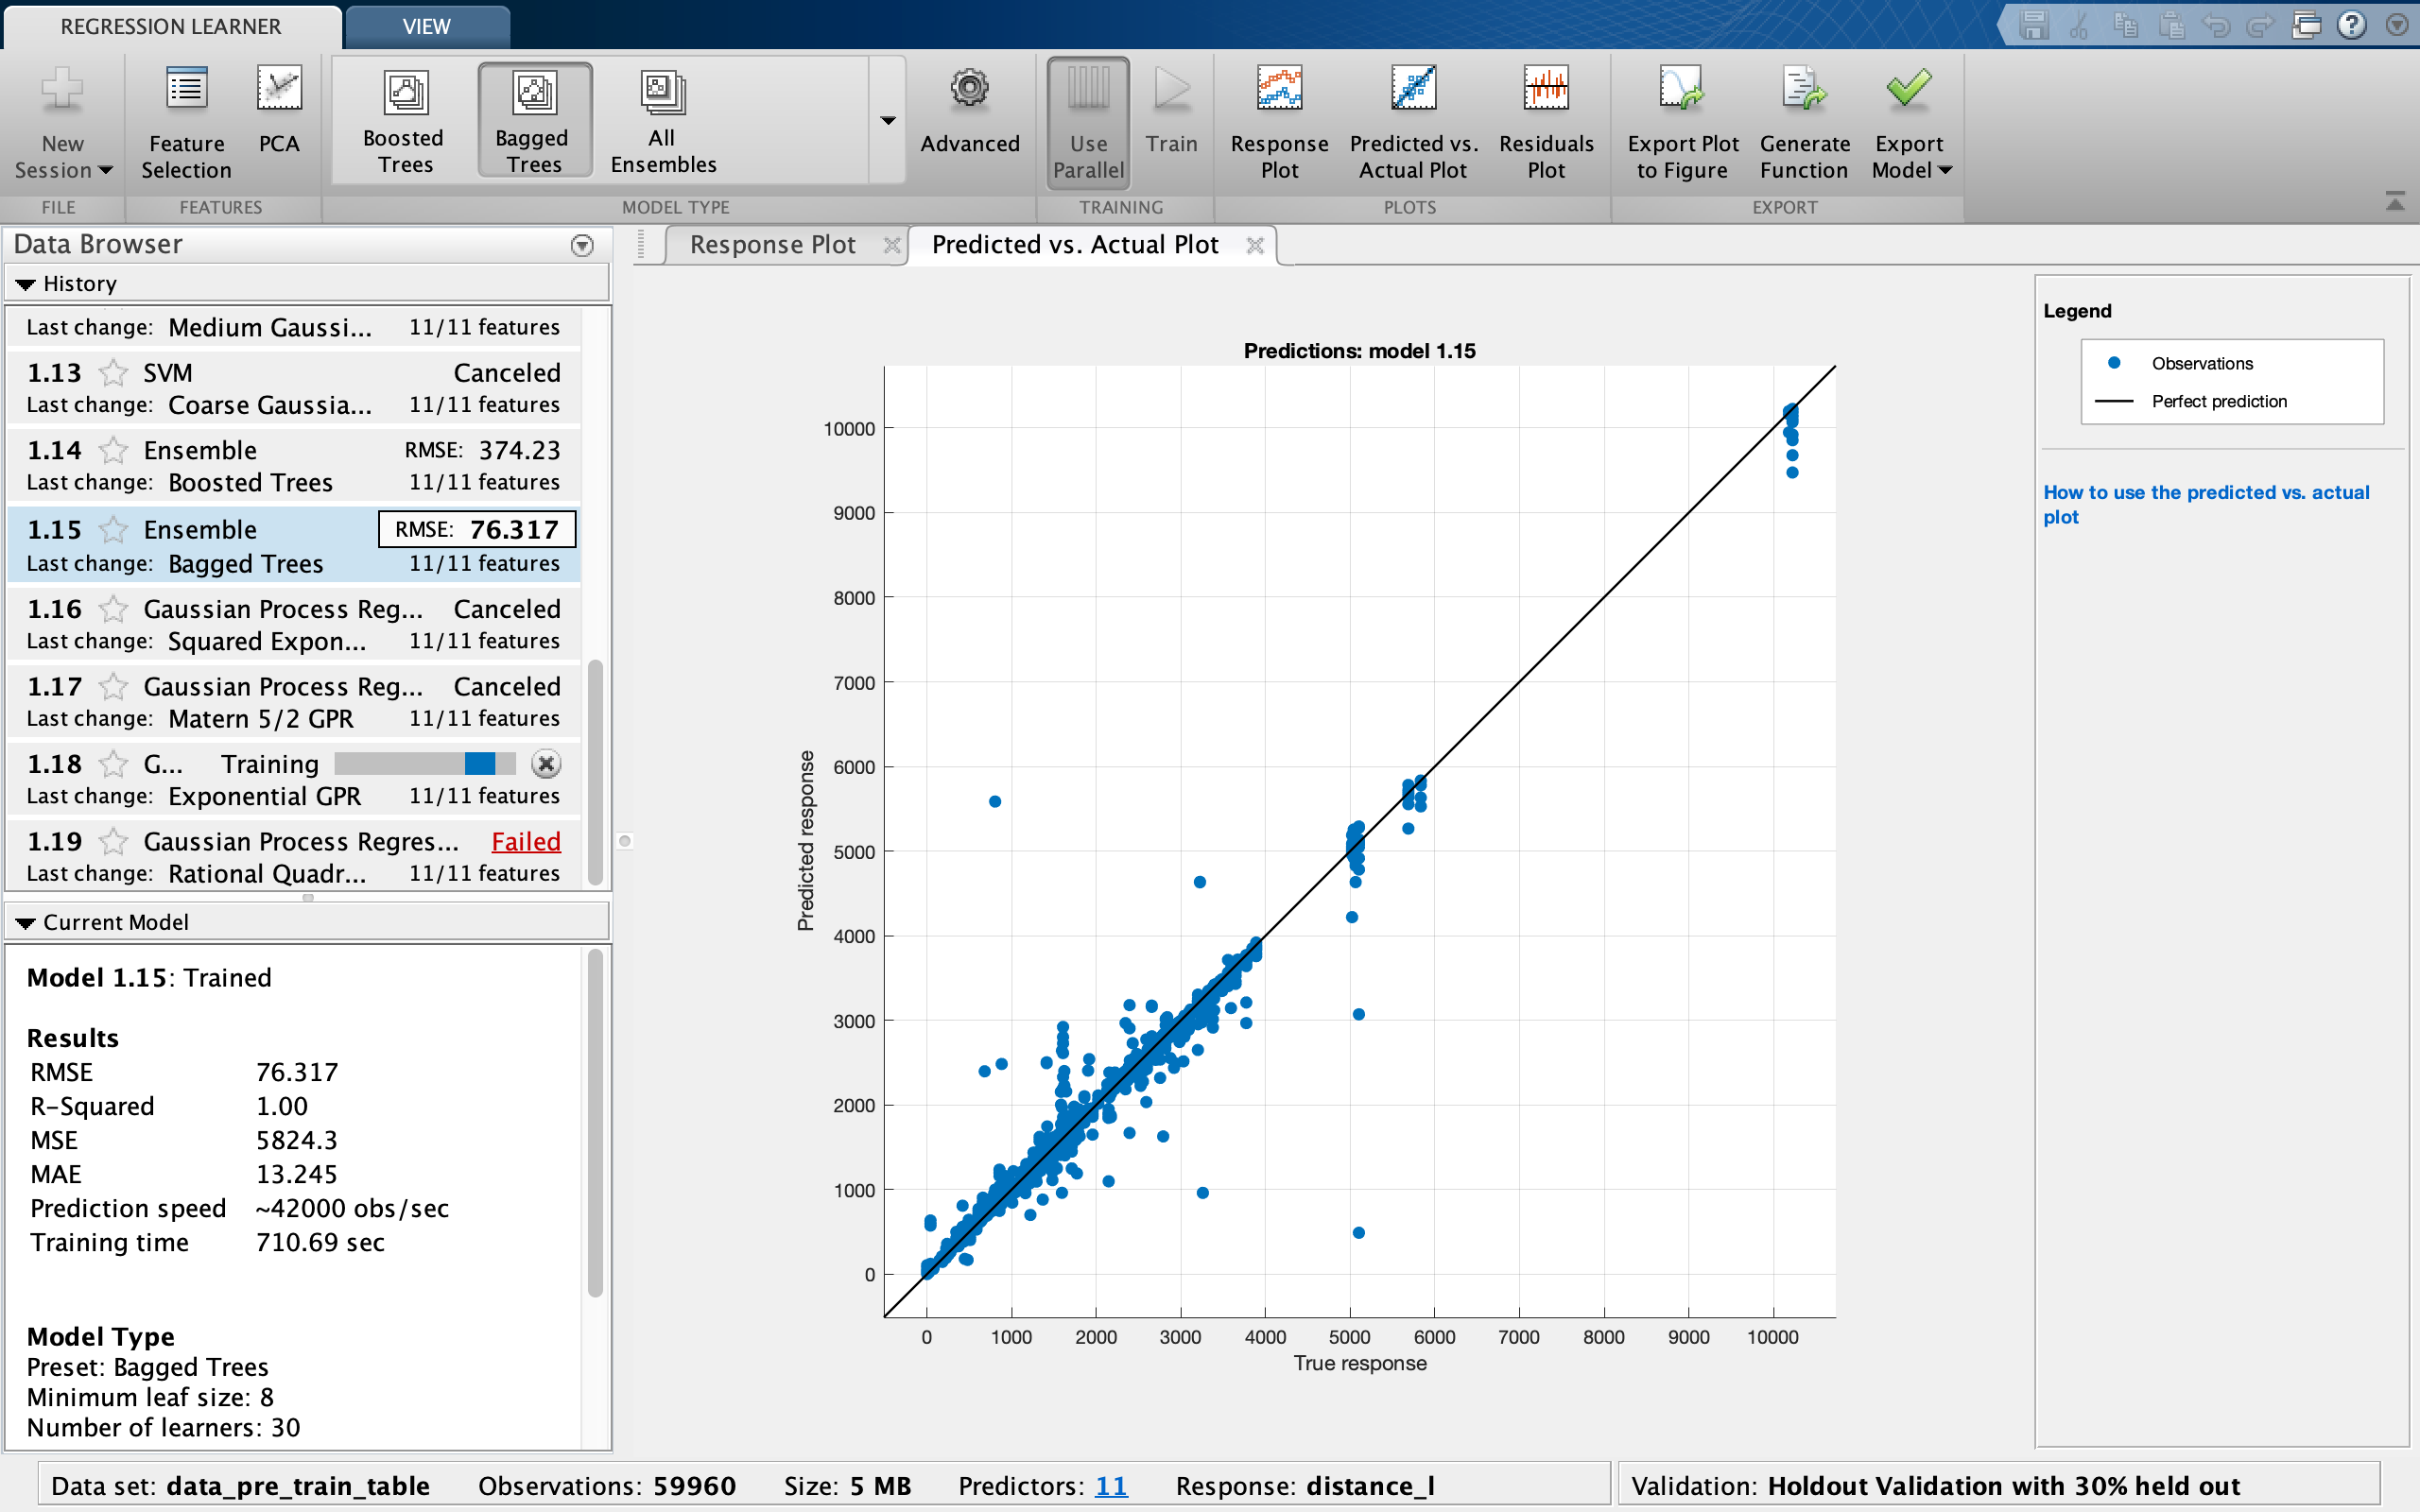 REGRESSION LEARNER
VIEW
New Session
Feature Selection
PCA
Boosted Trees
Bagged Trees
All Ensembles
Advanced
Use Parallel
Train
Response Plot
Predicted vs. Actual Plot
Residuals Plot
Export Plot to Figure
Generate Function
Export Model
FILE
FEATURES
MODEL TYPE
TRAINING
PLOTS
EXPORT
Data Browser
History
Last change: Medium Gaussi... 11/11 features
1.13 SVM Canceled
Last change: Coarse Gaussia... 11/11 features
1.14 Ensemble RMSE: 374.23
Last change: Boosted Trees 11/11 features
1.15 Ensemble RMSE: 76.317
Last change: Bagged Trees 11/11 features
1.16 Gaussian Process Reg... Canceled
Last change: Squared Expon... 11/11 features
1.17 Gaussian Process Reg... Canceled
Last change: Matern 5/2 GPR 11/11 features
1.18 G... Training
Last change: Exponential GPR 11/11 features
1.19 Gaussian Process Regres... Failed
Last change: Rational Quadr... 11/11 features
Current Model
Model 1.15: Trained
Results
RMSE 76.317
R-Squared 1.00
MSE 5824.3
MAE 13.245
Prediction speed ~42000 obs/sec
Training time 710.69 sec
Model Type
Preset: Bagged Trees
Minimum leaf size: 8
Number of learners: 30
Response Plot
Predicted vs. Actual Plot
Predictions: model 1.15
Predicted response
10000
9000
8000
7000
6000
5000
4000
3000
2000
1000
0
0 1000 2000 3000 4000 5000 6000 7000 8000 9000 10000
True response
Legend
Observations
Perfect prediction
How to use the predicted vs. actual
plot
Data set: data_pre_train_table Observations: 59960 Size: 5 MB Predictors: 11 Response: distance_l
Validation: Holdout Validation with 30% held out